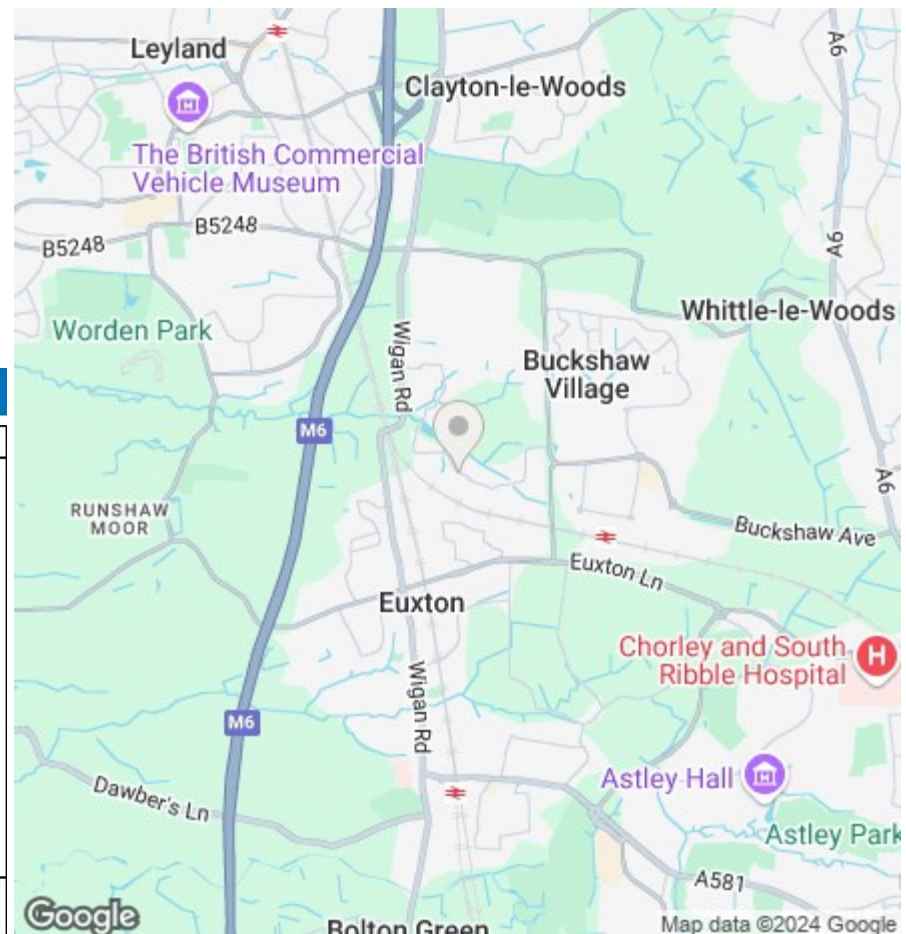 Leyland
Clayton-le-Woods
A6
The British Commercial
Vehicle Museum
B5248
B5248
A6
Whittle-le-Woods
Worden Park
Wigan Rd
Buckshaw
Village
M6
A6
RUNSHAW
MOOR
Buckshaw Ave
Euxton Ln
Euxton
Chorley and South
Ribble Hospital
H
Wigan Rd
M6
Astley Hall
Dawber's Ln
Astley Park
A581
Google
Bolton Green
Map data ©2024 Google